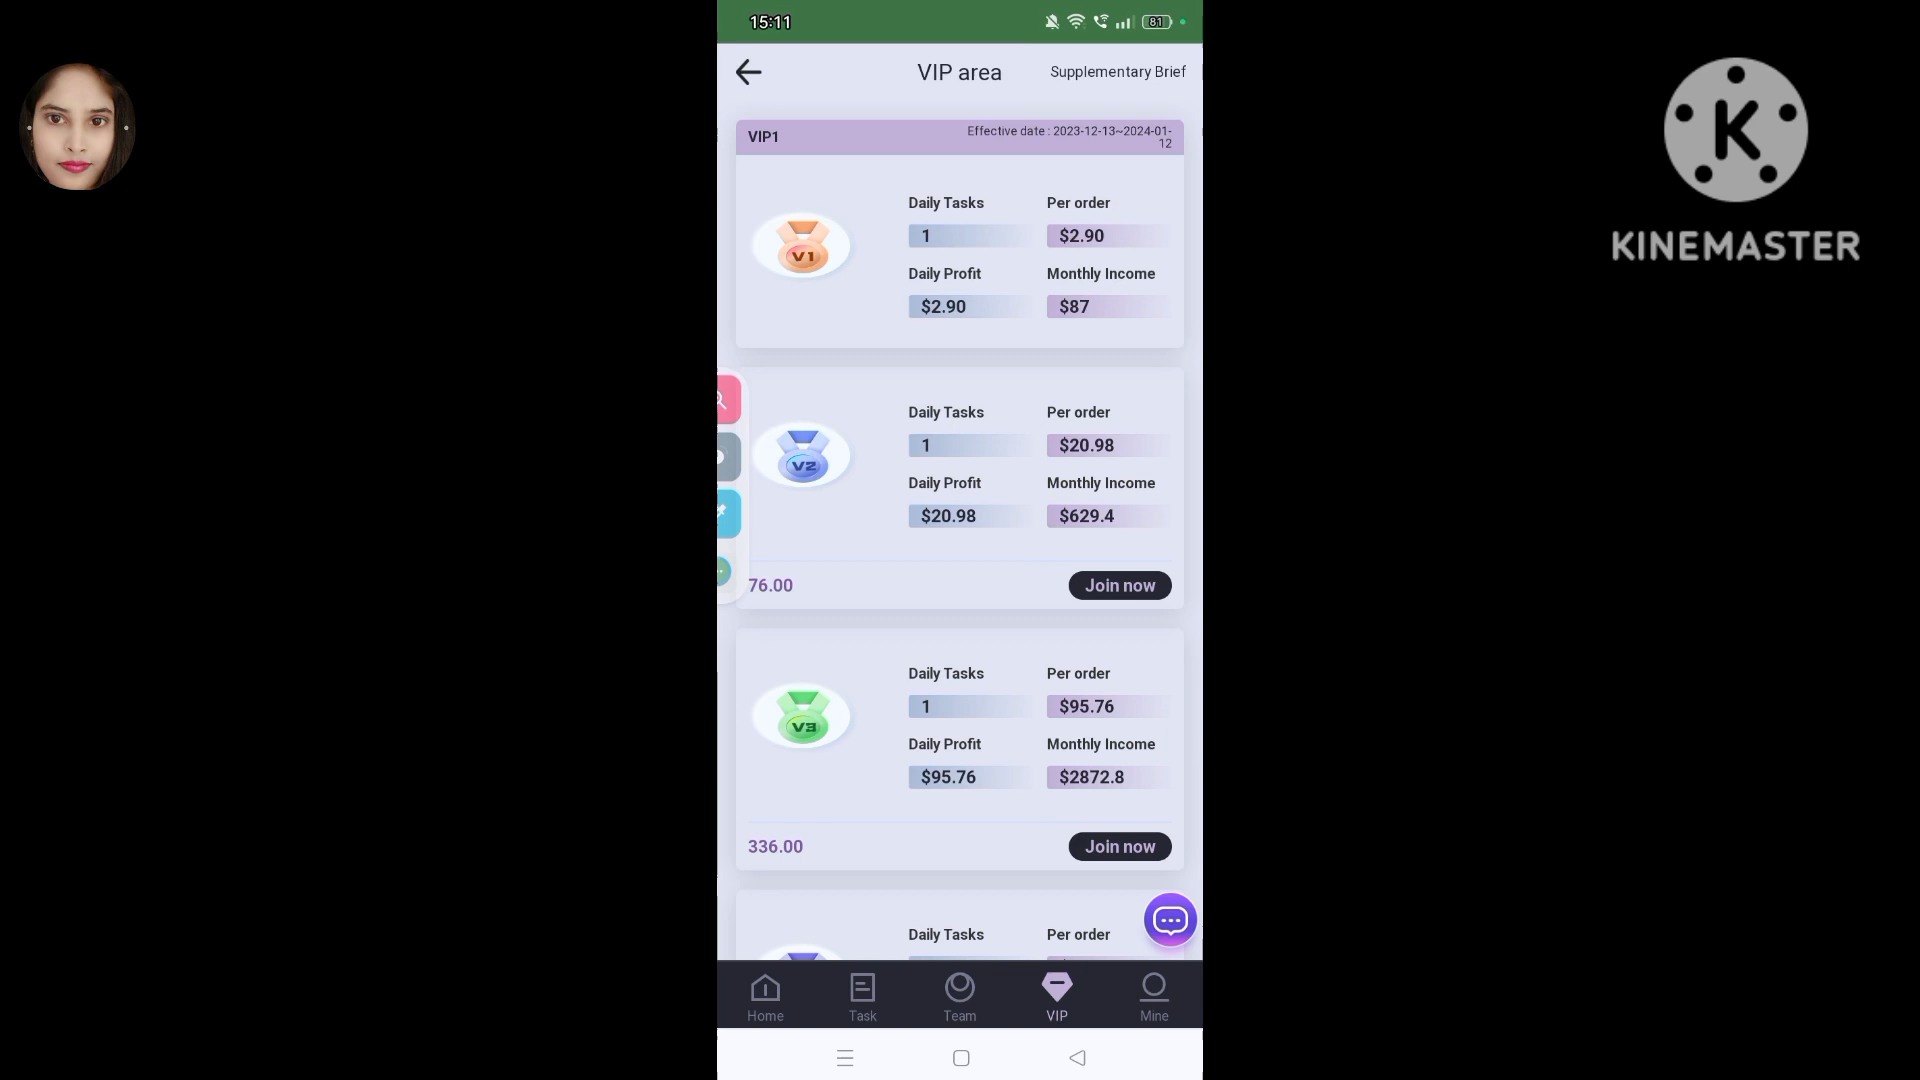 15:11
81
VIP area
Supplementary Brief
VIP1
Effective date : 2023-12-13~2024-01-
12
Daily Tasks
Per order
1
$2.90
Daily Profit
Monthly Income
$2.90
$87
V1
Daily Tasks
Per order
1
$20.98
Daily Profit
Monthly Income
$20.98
$629.4
V2
76.00
Join now
Daily Tasks
Per order
1
$95.76
Daily Profit
Monthly Income
$95.76
$2872.8
V3
336.00
Join now
Daily Tasks
Per order
Home
Task
Team
VIP
Mine
K
KINEMASTER